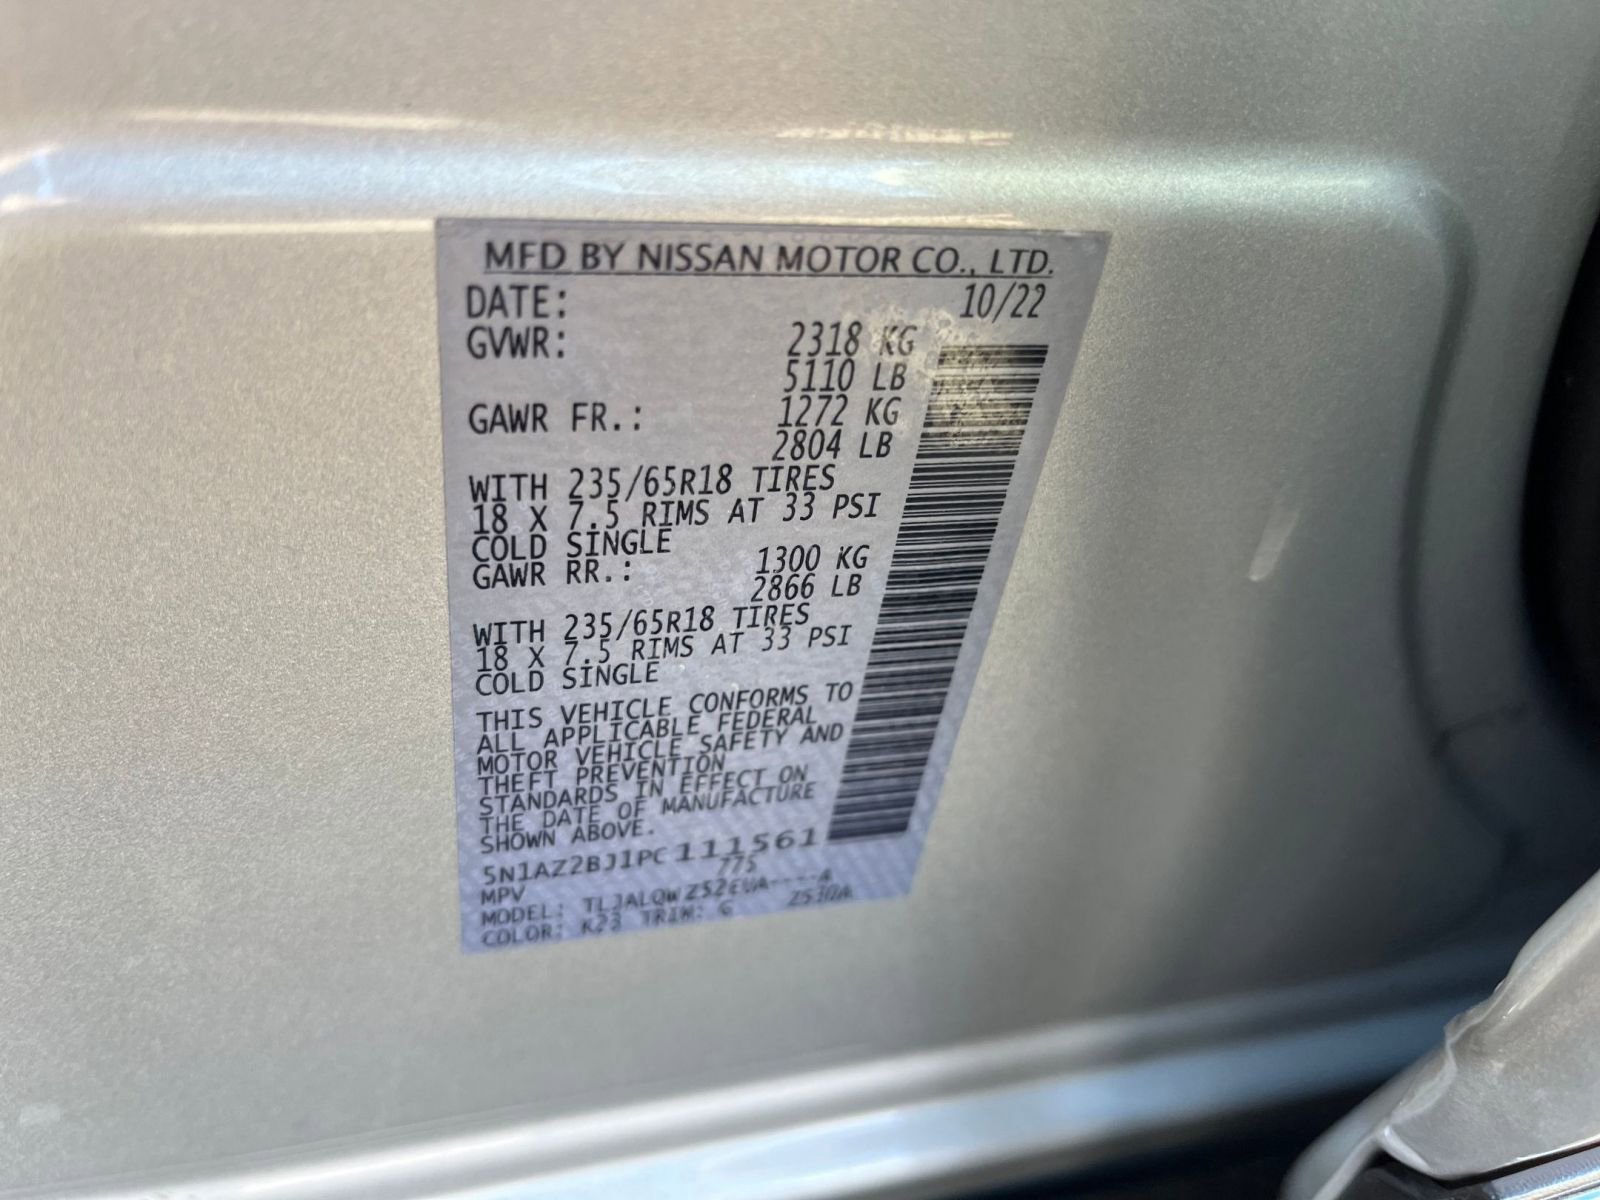 MFD BY NISSAN MOTOR CO., LTD.
DATE: 10/22
GVWR: 2318 KG
5110 LB
GAWR FR.: 1272 KG
2804 LB
WITH 235/65R18 TIRES
18 X 7.5 RIMS AT 33 PSI
COLD SINGLE
GAWR RR.: 1300 KG
2866 LB
WITH 235/65R18 TIRES
18 X 7.5 RIMS AT 33 PSI
COLD SINGLE
THIS VEHICLE CONFORMS TO
ALL APPLICABLE FEDERAL
MOTOR VEHICLE SAFETY AND
THEFT PREVENTION
STANDARDS IN EFFECT ON
THE DATE OF MANUFACTURE
SHOWN ABOVE.
5N1AZ2BJ1PC111561
MPV 775
MODEL:
COLOR: K23 TRIM: G